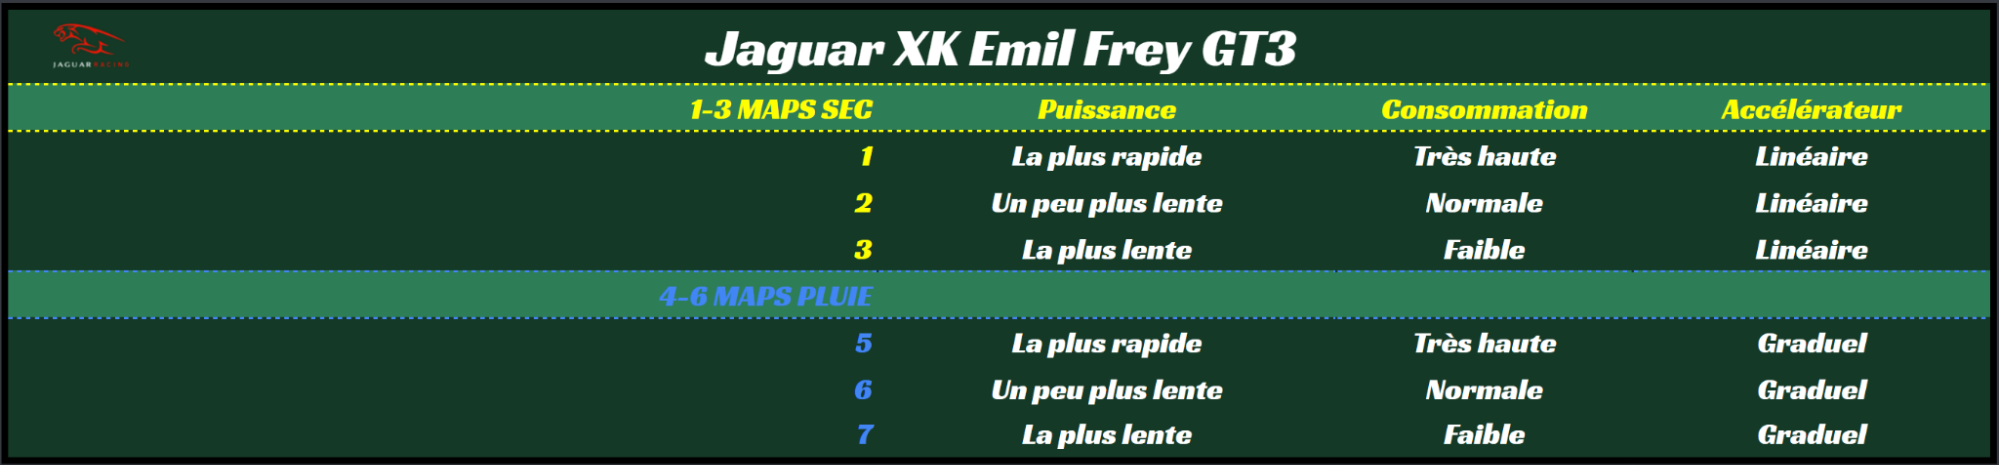 JAGUAR RACING
Jaguar XK Emil Frey GT3
1-3 MAPS SEC Puissance Consommation Accélérateur
1 La plus rapide Très haute Linéaire
2 Un peu plus lente Normale Linéaire
3 La plus lente Faible Linéaire
4-6 MAPS PLUIE
5 La plus rapide Très haute Graduel
6 Un peu plus lente Normale Graduel
7 La plus lente Faible Graduel